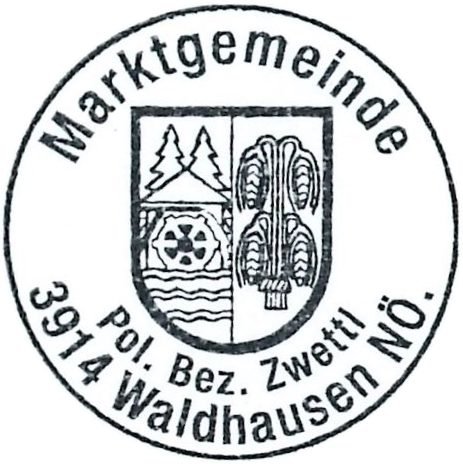 Marktgemeinde
Pol. Bez. Zwettl
3914 Waldhausen NÖ.